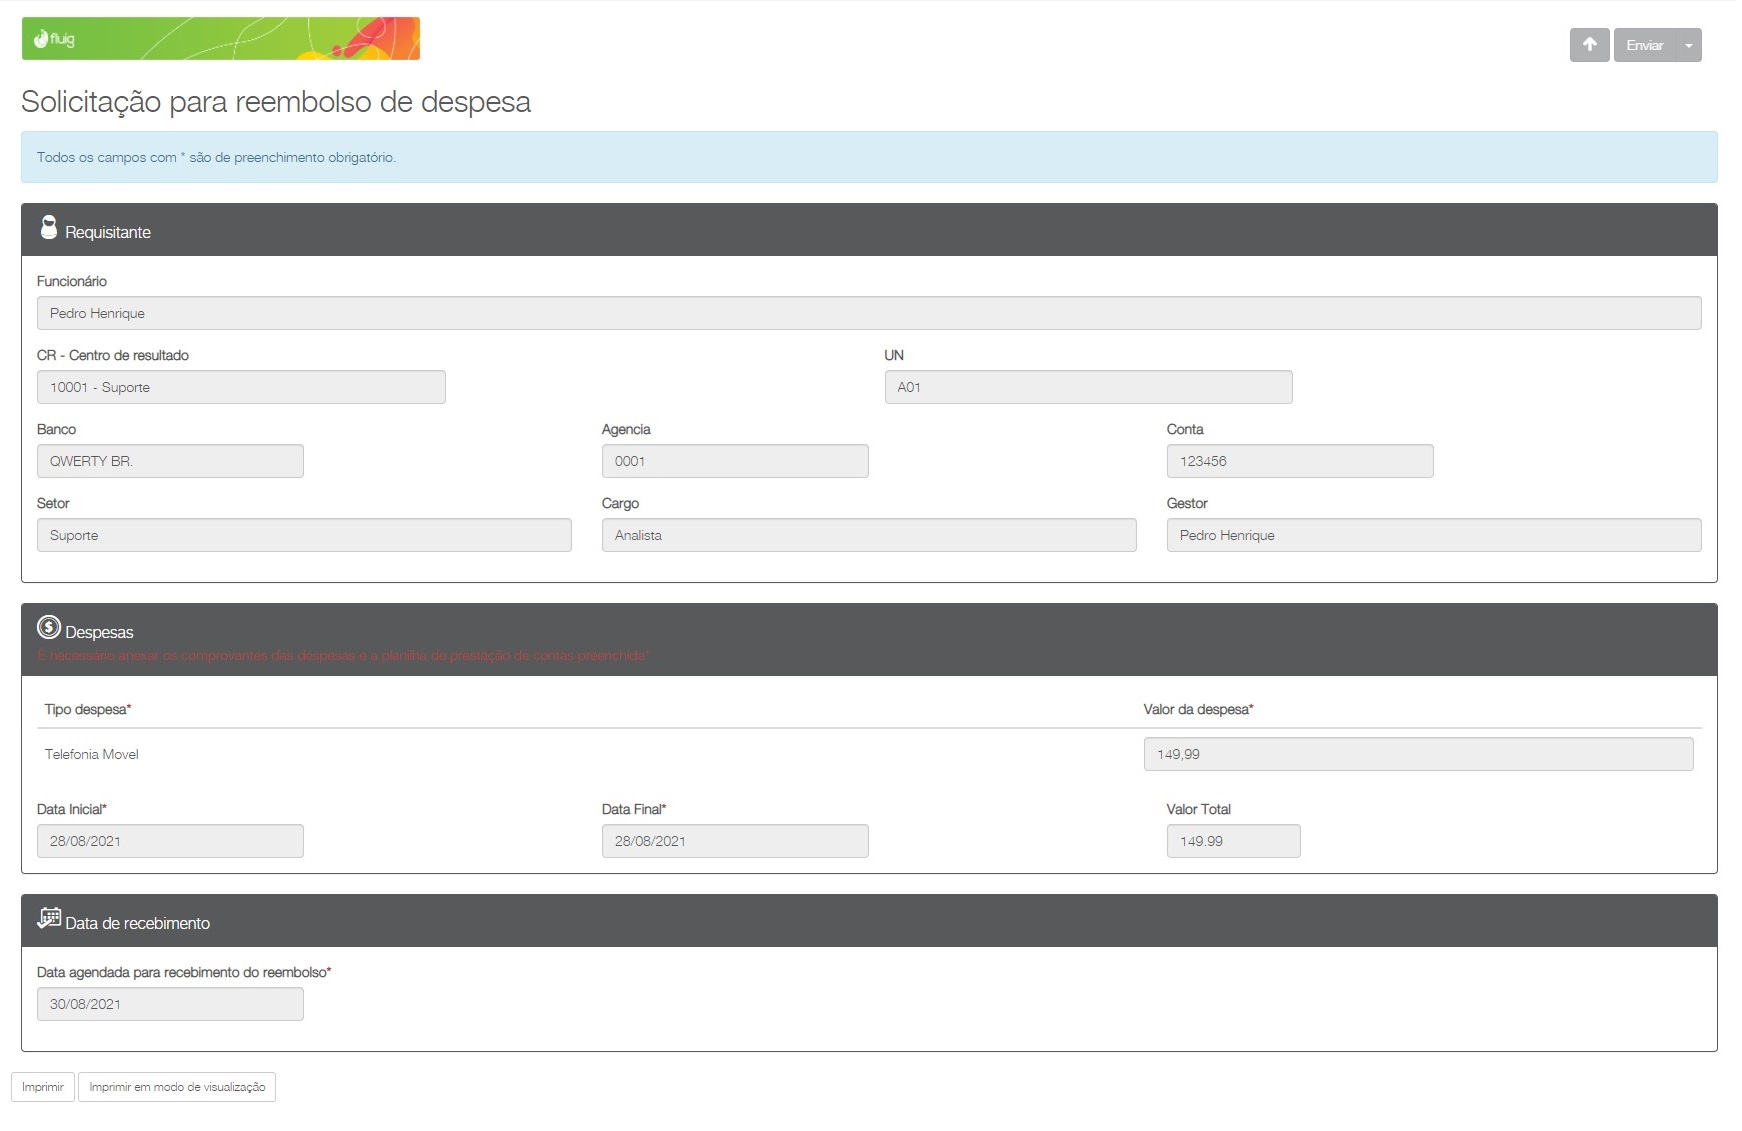 fluig
Enviar
Solicitação para reembolso de despesa
Todos os campos com * são de preenchimento obrigatório.
Requisitante
Funcionário
Pedro Henrique
CR - Centro de resultado UN
10001 - Suporte A01
Banco Agencia Conta
QWERTY BR. 0001 123456
Setor Cargo Gestor
Suporte Analista Pedro Henrique
Despesas
É necessário anexar os comprovantes das despesas e a planilha de prestação de contas preenchida*
Tipo despesa* Valor da despesa*
Telefonia Movel 149,99
Data Inicial* Data Final* Valor Total
28/08/2021 28/08/2021 149.99
Data de recebimento
Data agendada para recebimento do reembolso*
30/08/2021
Imprimir Imprimir em modo de visualização